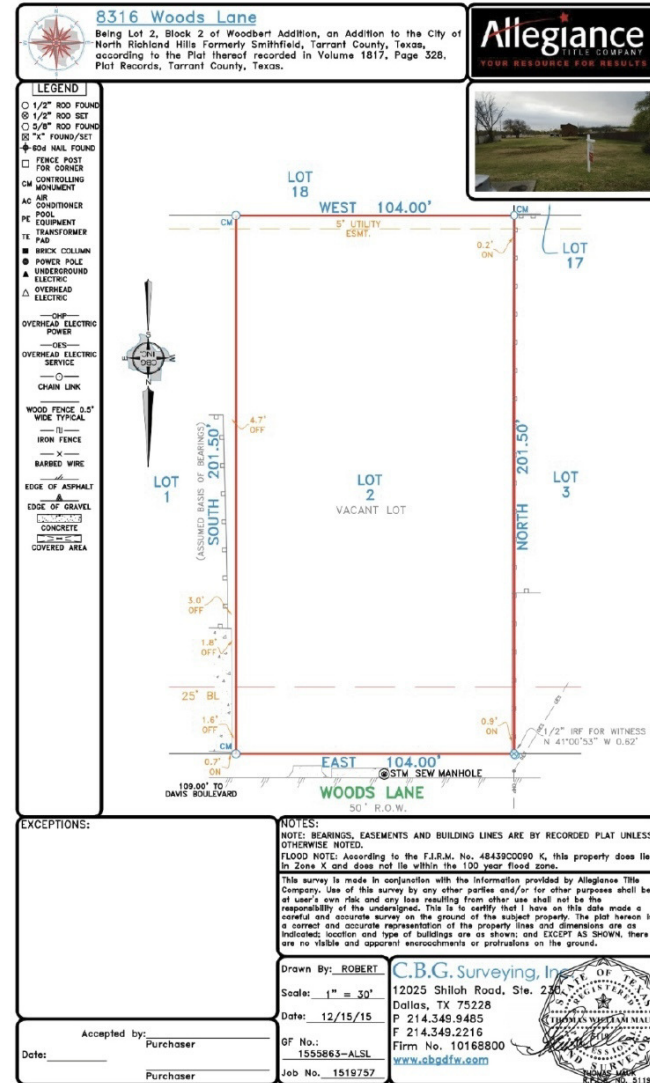 8316 Woods Lane
Being Lot 2, Block 2 of Woodbert Addition, an Addition to the City of
North Richland Hills Formerly Smithfield, Tarrant County, Texas,
according to the Plat thereof recorded in Volume 1817, Page 328,
Plat Records, Tarrant County, Texas.
Allegiance
TITLE COMPANY
YOUR RESOURCE FOR RESULTS
LEGEND
1/2" ROD FOUND
1/2" ROD SET
5/8" ROD FOUND
"X" FOUND/SET
60d NAIL FOUND
FENCE POST
FOR CORNER
CM CONTROLLING
MONUMENT
AC AIR
CONDITIONER
PE POOL
EQUIPMENT
TE TRANSFORMER
PAD
BRICK COLUMN
POWER POLE
UNDERGROUND
ELECTRIC
OVERHEAD
ELECTRIC
OHP
OVERHEAD ELECTRIC
POWER
OES
OVERHEAD ELECTRIC
SERVICE
CHAIN LINK
WOOD FENCE 0.5'
WIDE TYPICAL
IRON FENCE
BARBED WIRE
EDGE OF ASPHALT
EDGE OF GRAVEL
CONCRETE
COVERED AREA
LOT
18
WEST 104.00'
CM
CM
5' UTILITY
ESMT.
0.2'
ON
LOT
17
S
E
W
CBG
INC.
N
4.7'
OFF
LOT
1
(ASSUMED BASIS OF BEARINGS)
SOUTH 201.50'
LOT
2
VACANT LOT
NORTH 201.50'
LOT
3
3.0'
OFF
1.8'
OFF
25' BL
1.6'
OFF
0.9'
ON
OES
1/2" IRF FOR WITNESS
N 41°00'53" W 0.62'
CM
0.7'
ON
EAST 104.00'
STM SEW MANHOLE
109.00' TO
DAVIS BOULEVARD
WOODS LANE
50' R.O.W.
EXCEPTIONS:
NOTES:
NOTE: BEARINGS, EASEMENTS AND BUILDING LINES ARE BY RECORDED PLAT UNLESS
OTHERWISE NOTED.
FLOOD NOTE: According to the F.I.R.M. No. 48439C0090 K, this property does lie
in Zone X and does not lie within the 100 year flood zone.
This survey is made in conjunction with the information provided by Allegiance Title
Company. Use of this survey by any other parties and/or for other purposes shall be
at user's own risk and any loss resulting from other use shall not be the
responsibility of the undersigned. This is to certify that I have on this date made a
careful and accurate survey on the ground of the subject property. The plat hereon is
a correct and accurate representation of the property lines and dimensions are as
indicated; location and type of buildings are as shown; and EXCEPT AS SHOWN, there
are no visible and apparent encroachments or protrusions on the ground.
Drawn By: ROBERT
Scale: 1" = 30'
Date: 12/15/15
GF No.:
1555863-ALSL
Job No. 1519757
C.B.G. Surveying, Inc.
12025 Shiloh Road, Ste. 230
Dallas, TX 75228
P 214.349.9485
F 214.349.2216
Firm No. 10168800
www.cbgdfw.com
STATE OF TEXAS
REGISTERED
THOMAS WILLIAM MAUK
5119
THOMAS MAUK
R.P.L.S. NO. 5119
Accepted by:
Purchaser
Date:
Purchaser